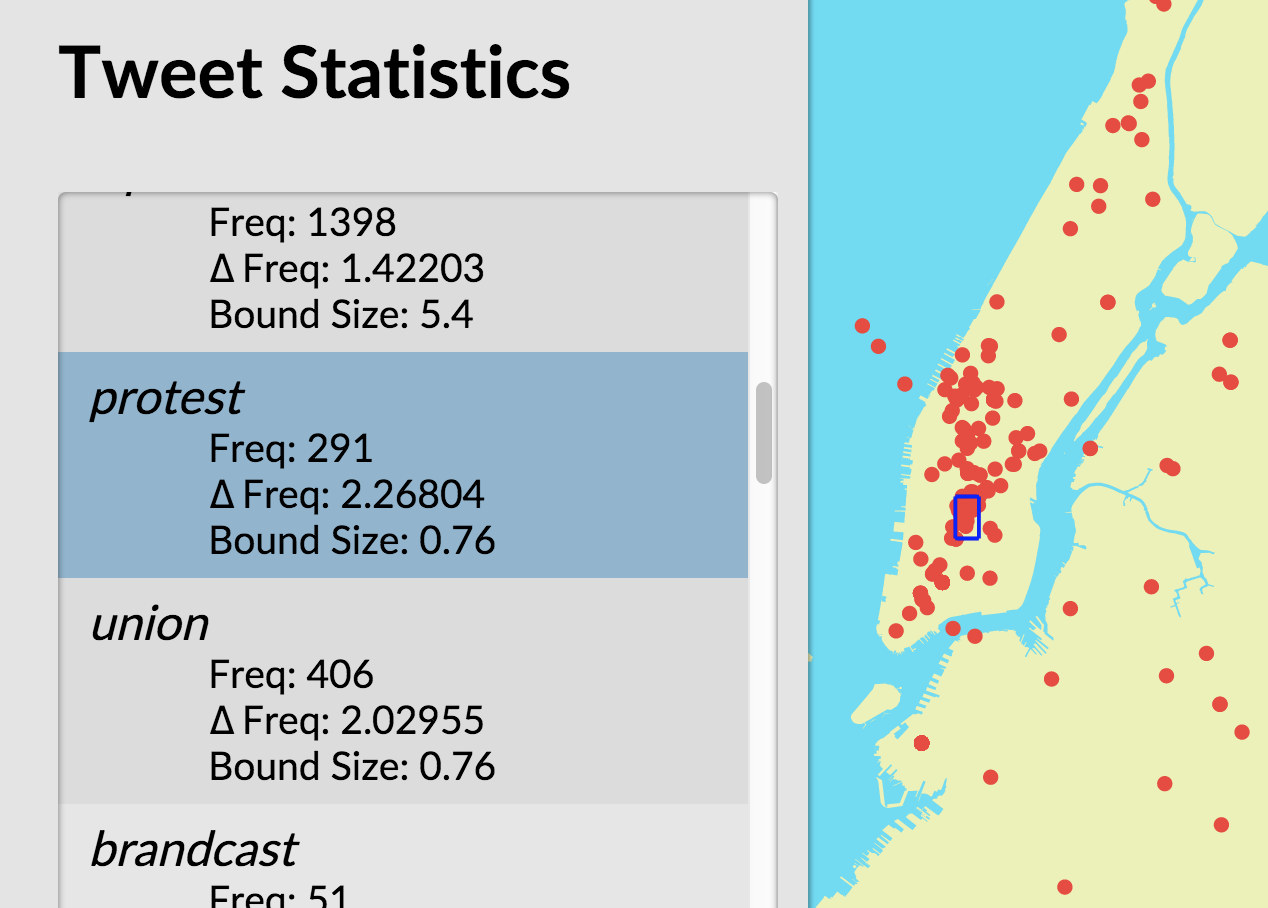 Tweet Statistics
Freq: 1398
Δ Freq: 1.42203
Bound Size: 5.4
protest
Freq: 291
Δ Freq: 2.26804
Bound Size: 0.76
union
Freq: 406
Δ Freq: 2.02955
Bound Size: 0.76
brandcast
Freq: 51